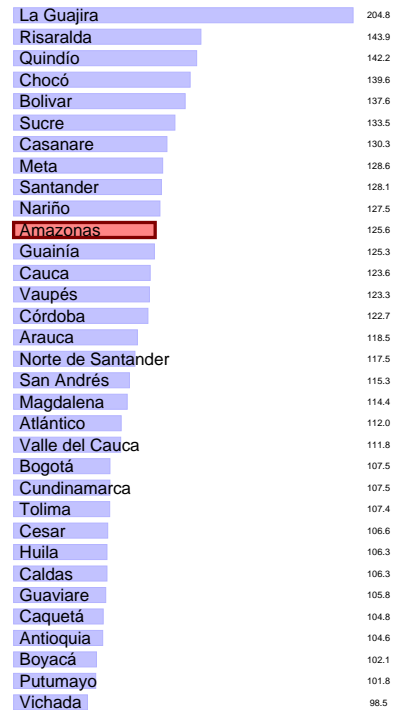 La Guajira 204.8
Risaralda 143.9
Quindío 142.2
Chocó 139.6
Bolivar 137.6
Sucre 133.5
Casanare 130.3
Meta 128.6
Santander 128.1
Nariño 127.5
Amazonas 125.6
Guainía 125.3
Cauca 123.6
Vaupés 123.3
Córdoba 122.7
Arauca 118.5
Norte de Santander 117.5
San Andrés 115.3
Magdalena 114.4
Atlántico 112.0
Valle del Cauca 111.8
Bogotá 107.5
Cundinamarca 107.5
Tolima 107.4
Cesar 106.6
Huila 106.3
Caldas 106.3
Guaviare 105.8
Caquetá 104.8
Antioquia 104.6
Boyacá 102.1
Putumayo 101.8
Vichada 98.5